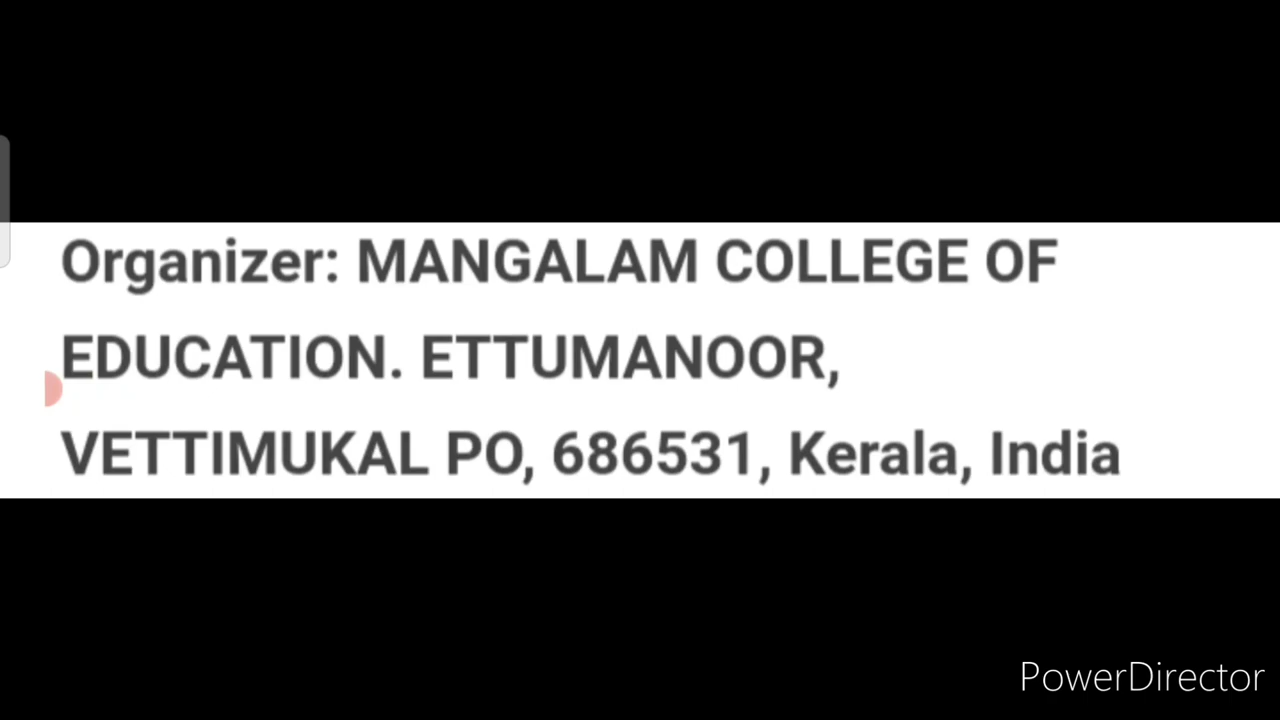 Organizer: MANGALAM COLLEGE OF
EDUCATION. ETTUMANOOR,
VETTIMUKAL PO, 686531, Kerala, India
PowerDirector